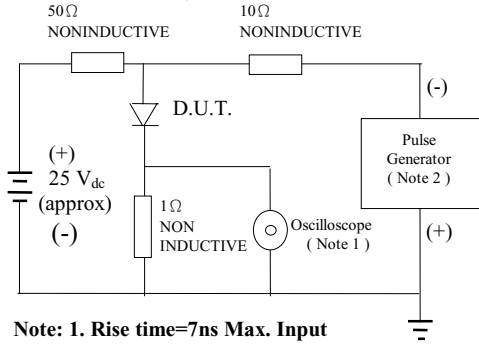 50Ω
NONINDUCTIVE
10Ω
NONINDUCTIVE
(-)
D.U.T.
Pulse
Generator
( Note 2 )
(+)
25 Vdc
(approx)
(-)
1Ω
NON
INDUCTIVE
Oscilloscope
( Note 1 )
(+)
Note: 1. Rise time=7ns Max. Input